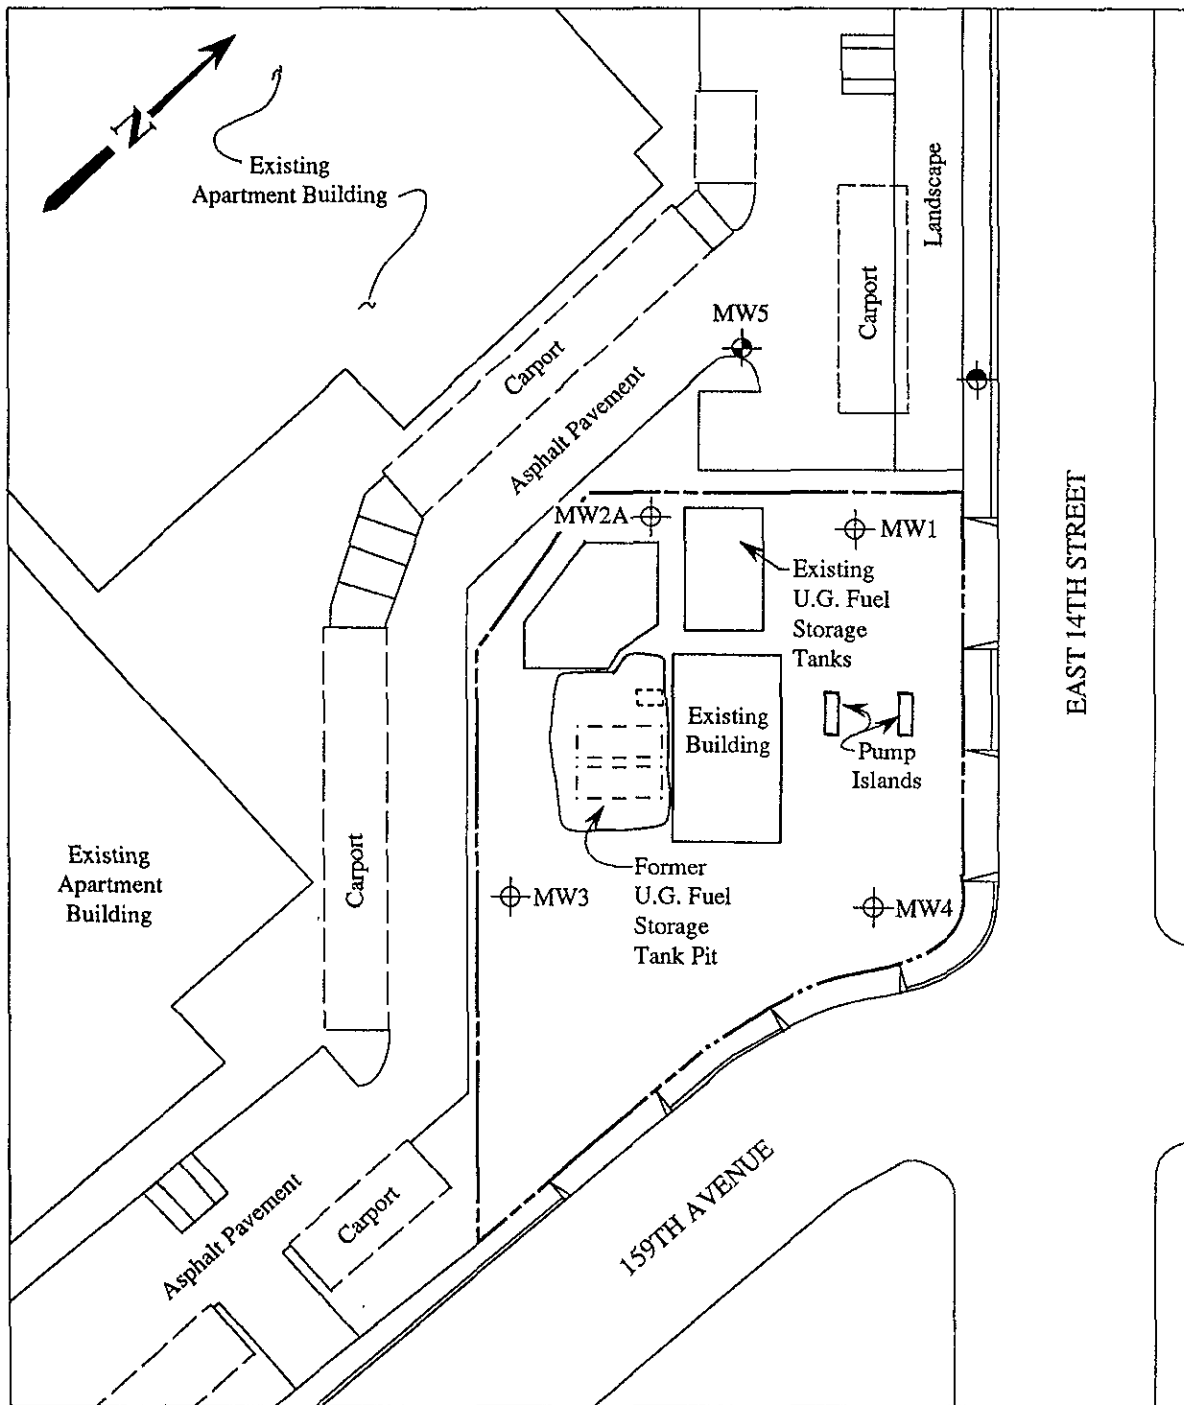 N
Existing
Apartment Building
Landscape
Carport
MW5
Carport
Asphalt Pavement
MW2A
MW1
Existing
U.G. Fuel
Storage
Tanks
EAST 14TH STREET
Existing
Building
Pump
Islands
Existing
Apartment
Building
Carport
Former
U.G. Fuel
Storage
Tank Pit
MW3
MW4
Asphalt Pavement
Carport
159TH AVENUE